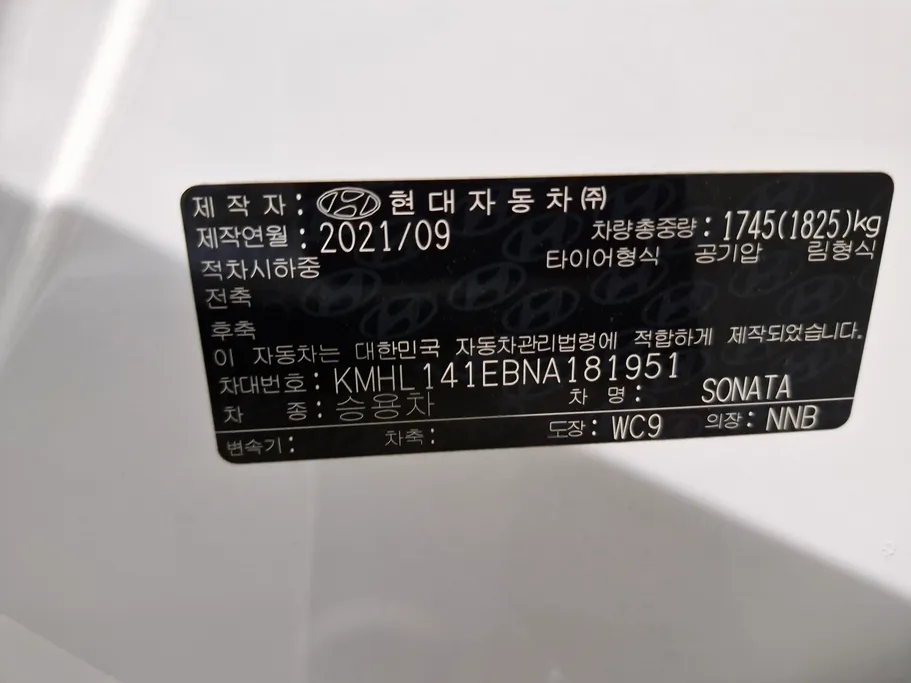 제작자: 현대자동차㈜
제작연월: 2021/09 차량총중량: 1745(1825)kg
적차시하중 타이어형식 공기압 림형식
전축
후축
이 자동차는 대한민국 자동차관리법령에 적합하게 제작되었습니다.
차대번호: KMHL141EBNA181951
차종: 승용차 차명: SONATA
변속기: 차축: 도장: WC9 의장: NNB